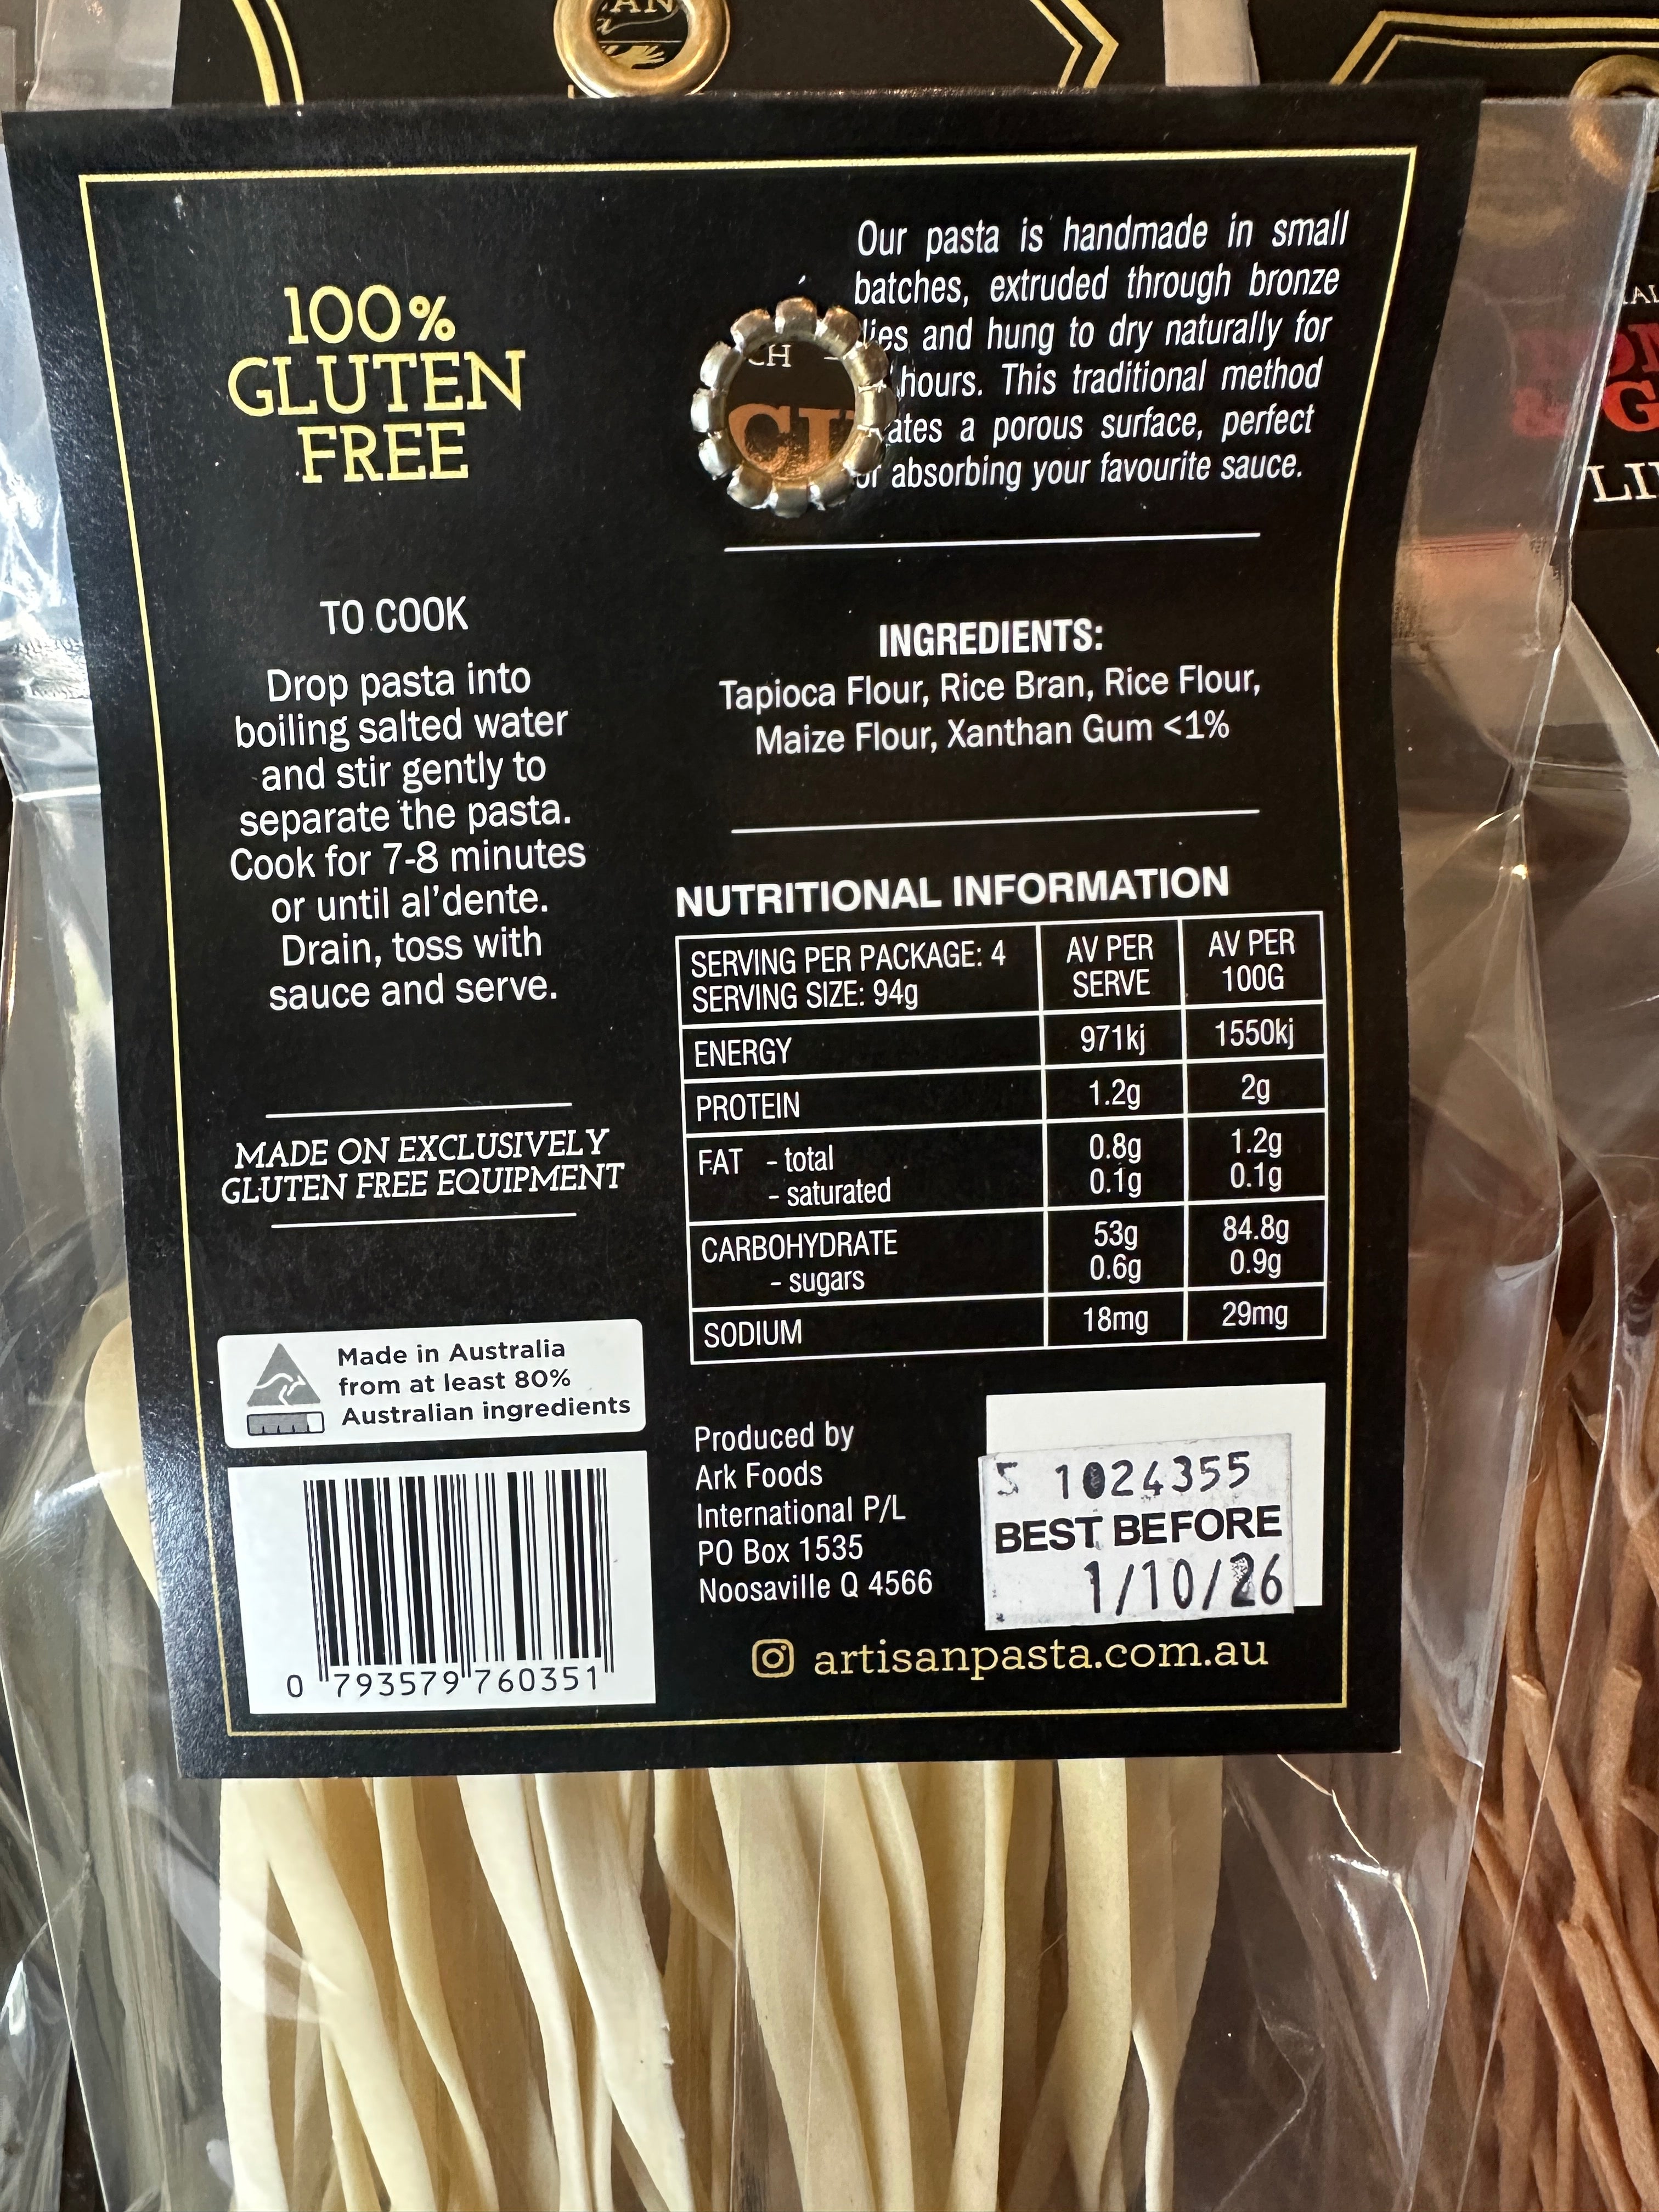 100%
GLUTEN
FREE
TO COOK
Drop pasta into
boiling salted water
and stir gently to
separate the pasta.
Cook for 7-8 minutes
or until al'dente.
Drain, toss with
sauce and serve.
MADE ON EXCLUSIVELY
GLUTEN FREE EQUIPMENT
Made in Australia
from at least 80%
Australian ingredients
0 793579 760351
Our pasta is handmade in small
batches, extruded through bronze
and hung to dry naturally for
hours. This traditional method
a porous surface, perfect
absorbing your favourite sauce.
INGREDIENTS:
Tapioca Flour, Rice Bran, Rice Flour,
Maize Flour, Xanthan Gum <1%
NUTRITIONAL INFORMATION
SERVING PER PACKAGE: 4
SERVING SIZE: 94g
AV PER
SERVE
AV PER
100G
ENERGY 971kj 1550kj
PROTEIN 1.2g 2g
FAT - total 0.8g 1.2g
- saturated 0.1g 0.1g
CARBOHYDRATE 53g 84.8g
- sugars 0.6g 0.9g
SODIUM 18mg 29mg
Produced by
Ark Foods
International P/L
PO Box 1535
Noosaville Q 4566
5 1024355
BEST BEFORE
1/10/26
artisanpasta.com.au